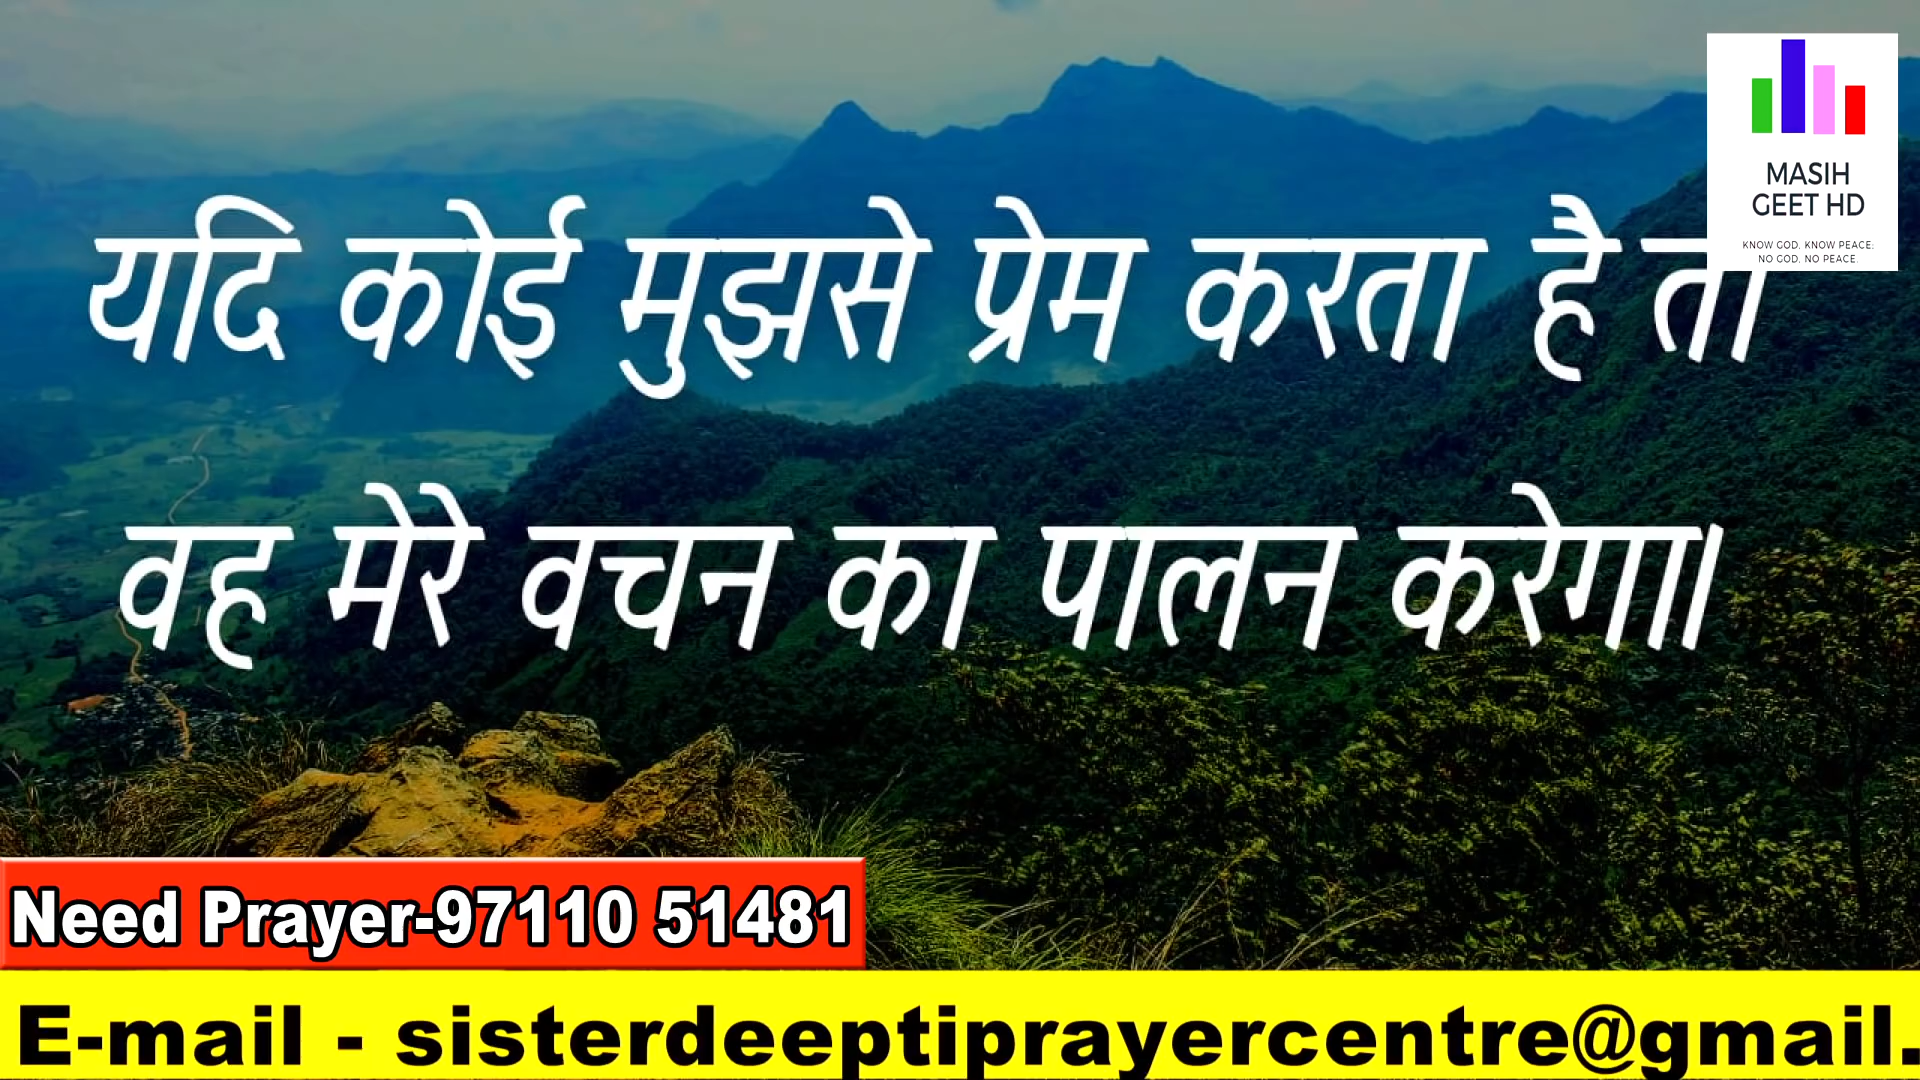 MASIH
GEET HD
KNOW GOD, KNOW PEACE;
NO GOD, NO PEACE.
यदि कोई मुझसे प्रेम करता है
वह मेरे वचन का पालन करेगा।
Need Prayer-97110 51481
E-mail - sisterdeeptiprayercentre@gmail.